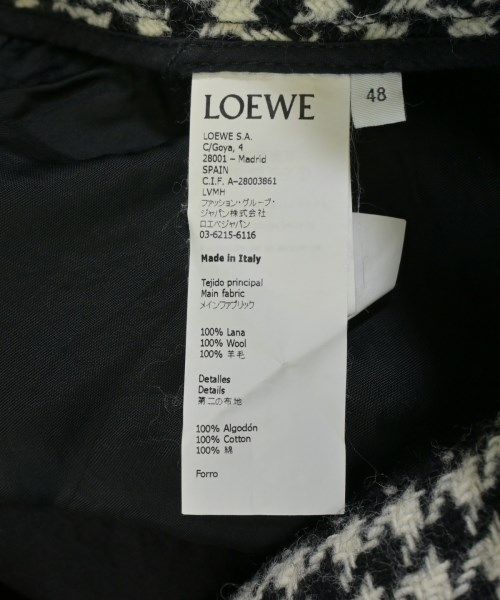 LOEWE
48
LOEWE S.A.
C/Goya, 4
28001 – Madrid
SPAIN
C.I.F. A-28003861
LVMH
ファッション・グループ・
ジャパン株式会社
ロエベジャパン
03-6215-6116
Made in Italy
Tejido principal
Main fabric
メインファブリック
100% Lana
100% Wool
100% 羊毛
Detalles
Details
第二の布地
100% Algodón
100% Cotton
100% 綿
Forro